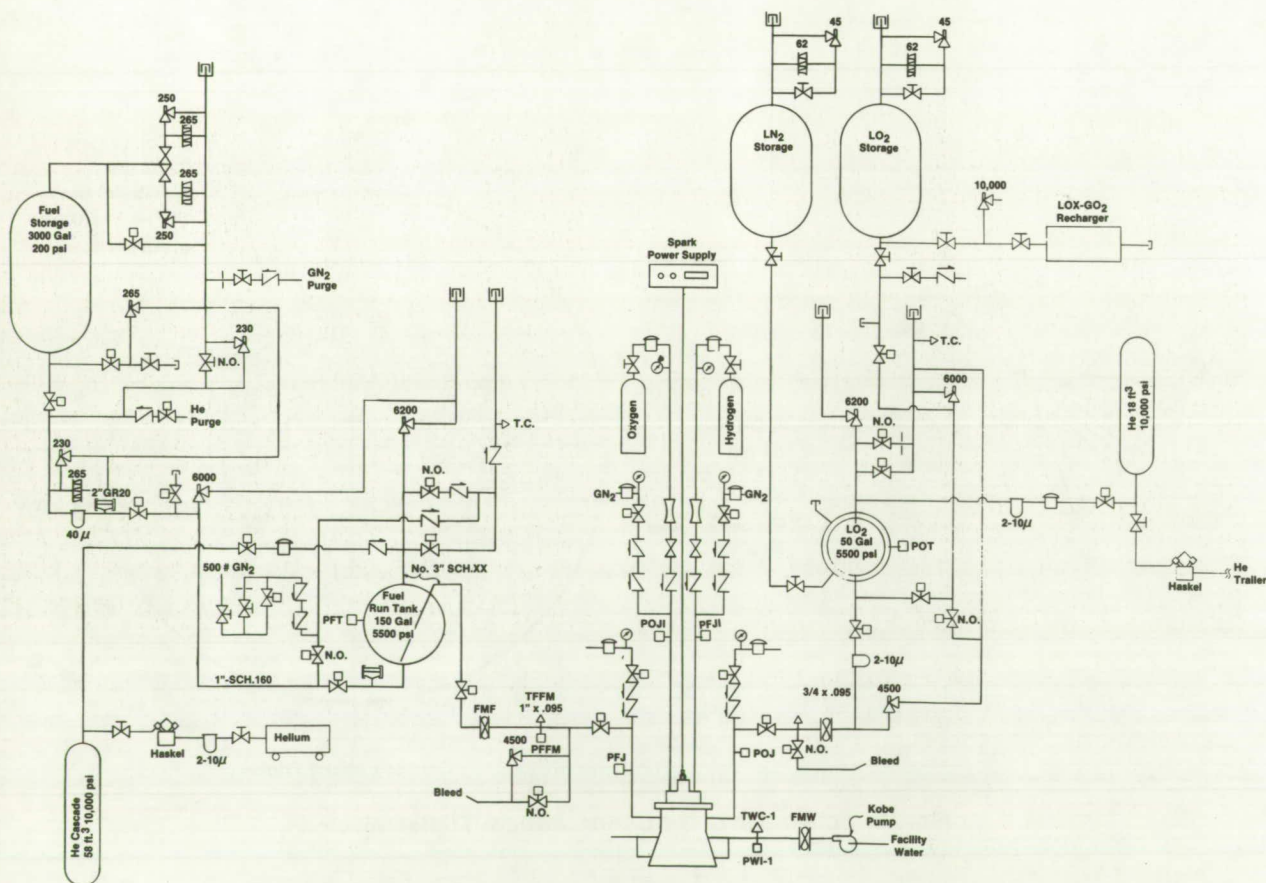 45
62
LN2
Storage
45
62
LO2
Storage
10,000
LOX-GO2
Recharger
250
265
265
250
Fuel
Storage
3000 Gal
200 psi
GN2
Purge
265
230
N.O.
He
Purge
230
265
2"GR20
40 μ
6000
6200
T.C.
N.O.
Spark
Power Supply
Oxygen
Hydrogen
GN2
GN2
POJI
PFJI
T.C.
6000
6200
N.O.
He 18 ft3
10,000 psi
LO2
50 Gal
5500 psi
POT
2-10μ
Haskel
He
Trailer
N.O.
2-10μ
500 # GN2
No. 3" SCH.XX
Fuel
Run Tank
150 Gal
5500 psi
PFT
N.O.
1"-SCH.160
Haskel
2-10μ
Helium
He Cascade
58 ft.3 10,000 psi
FMF
TFFM
1" x .095
PFFM
4500
Bleed
N.O.
PFJ
POJ
3/4 x .095
4500
N.O.
Bleed
TWC-1
PWI-1
FMW
Kobe
Pump
Facility
Water